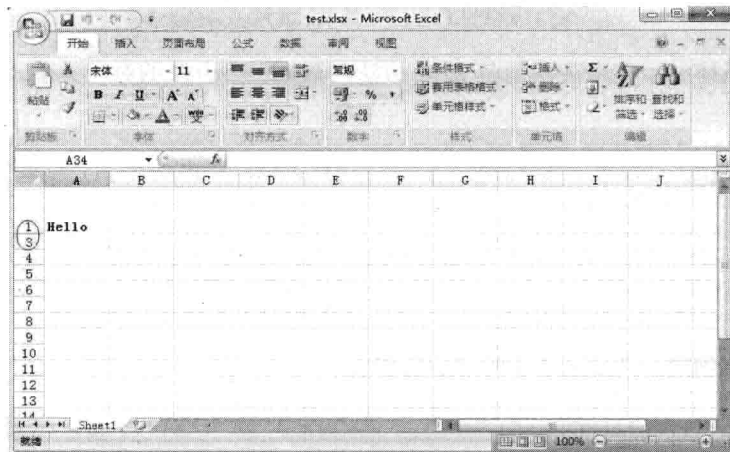 test.xlsx - Microsoft Excel
开始 插入 页面布局 公式 数据 审阅 视图
宋体 11 常规 条件格式 插入 Σ
粘贴 B I U A A % , 套用表格格式 删除 排序和 查找和
A 单元格样式 格式 筛选 选择
剪贴板 字体 对齐方式 数字 样式 单元格 编辑
A34 fx
A B C D E F G H I J
1 Hello
3
4
5
6
7
8
9
10
11
12
13
14
Sheet1
就绪 100%